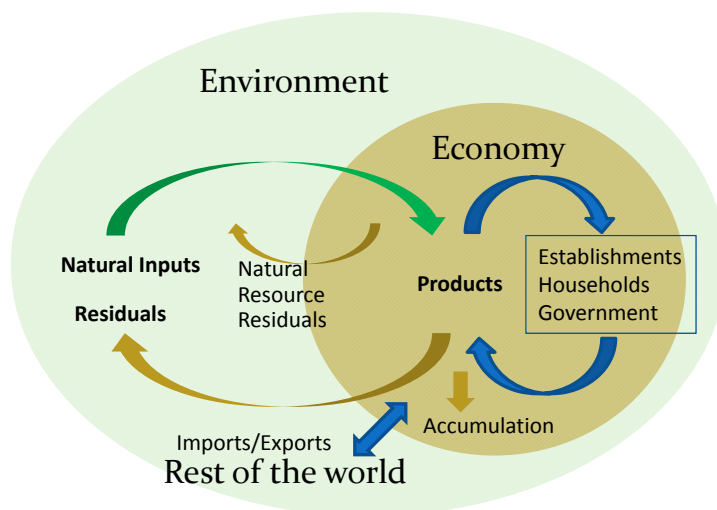 Environment
Economy
Natural Inputs
Residuals
Natural
Resource
Residuals
Products
Establishments
Households
Government
Accumulation
Imports/Exports
Rest of the world